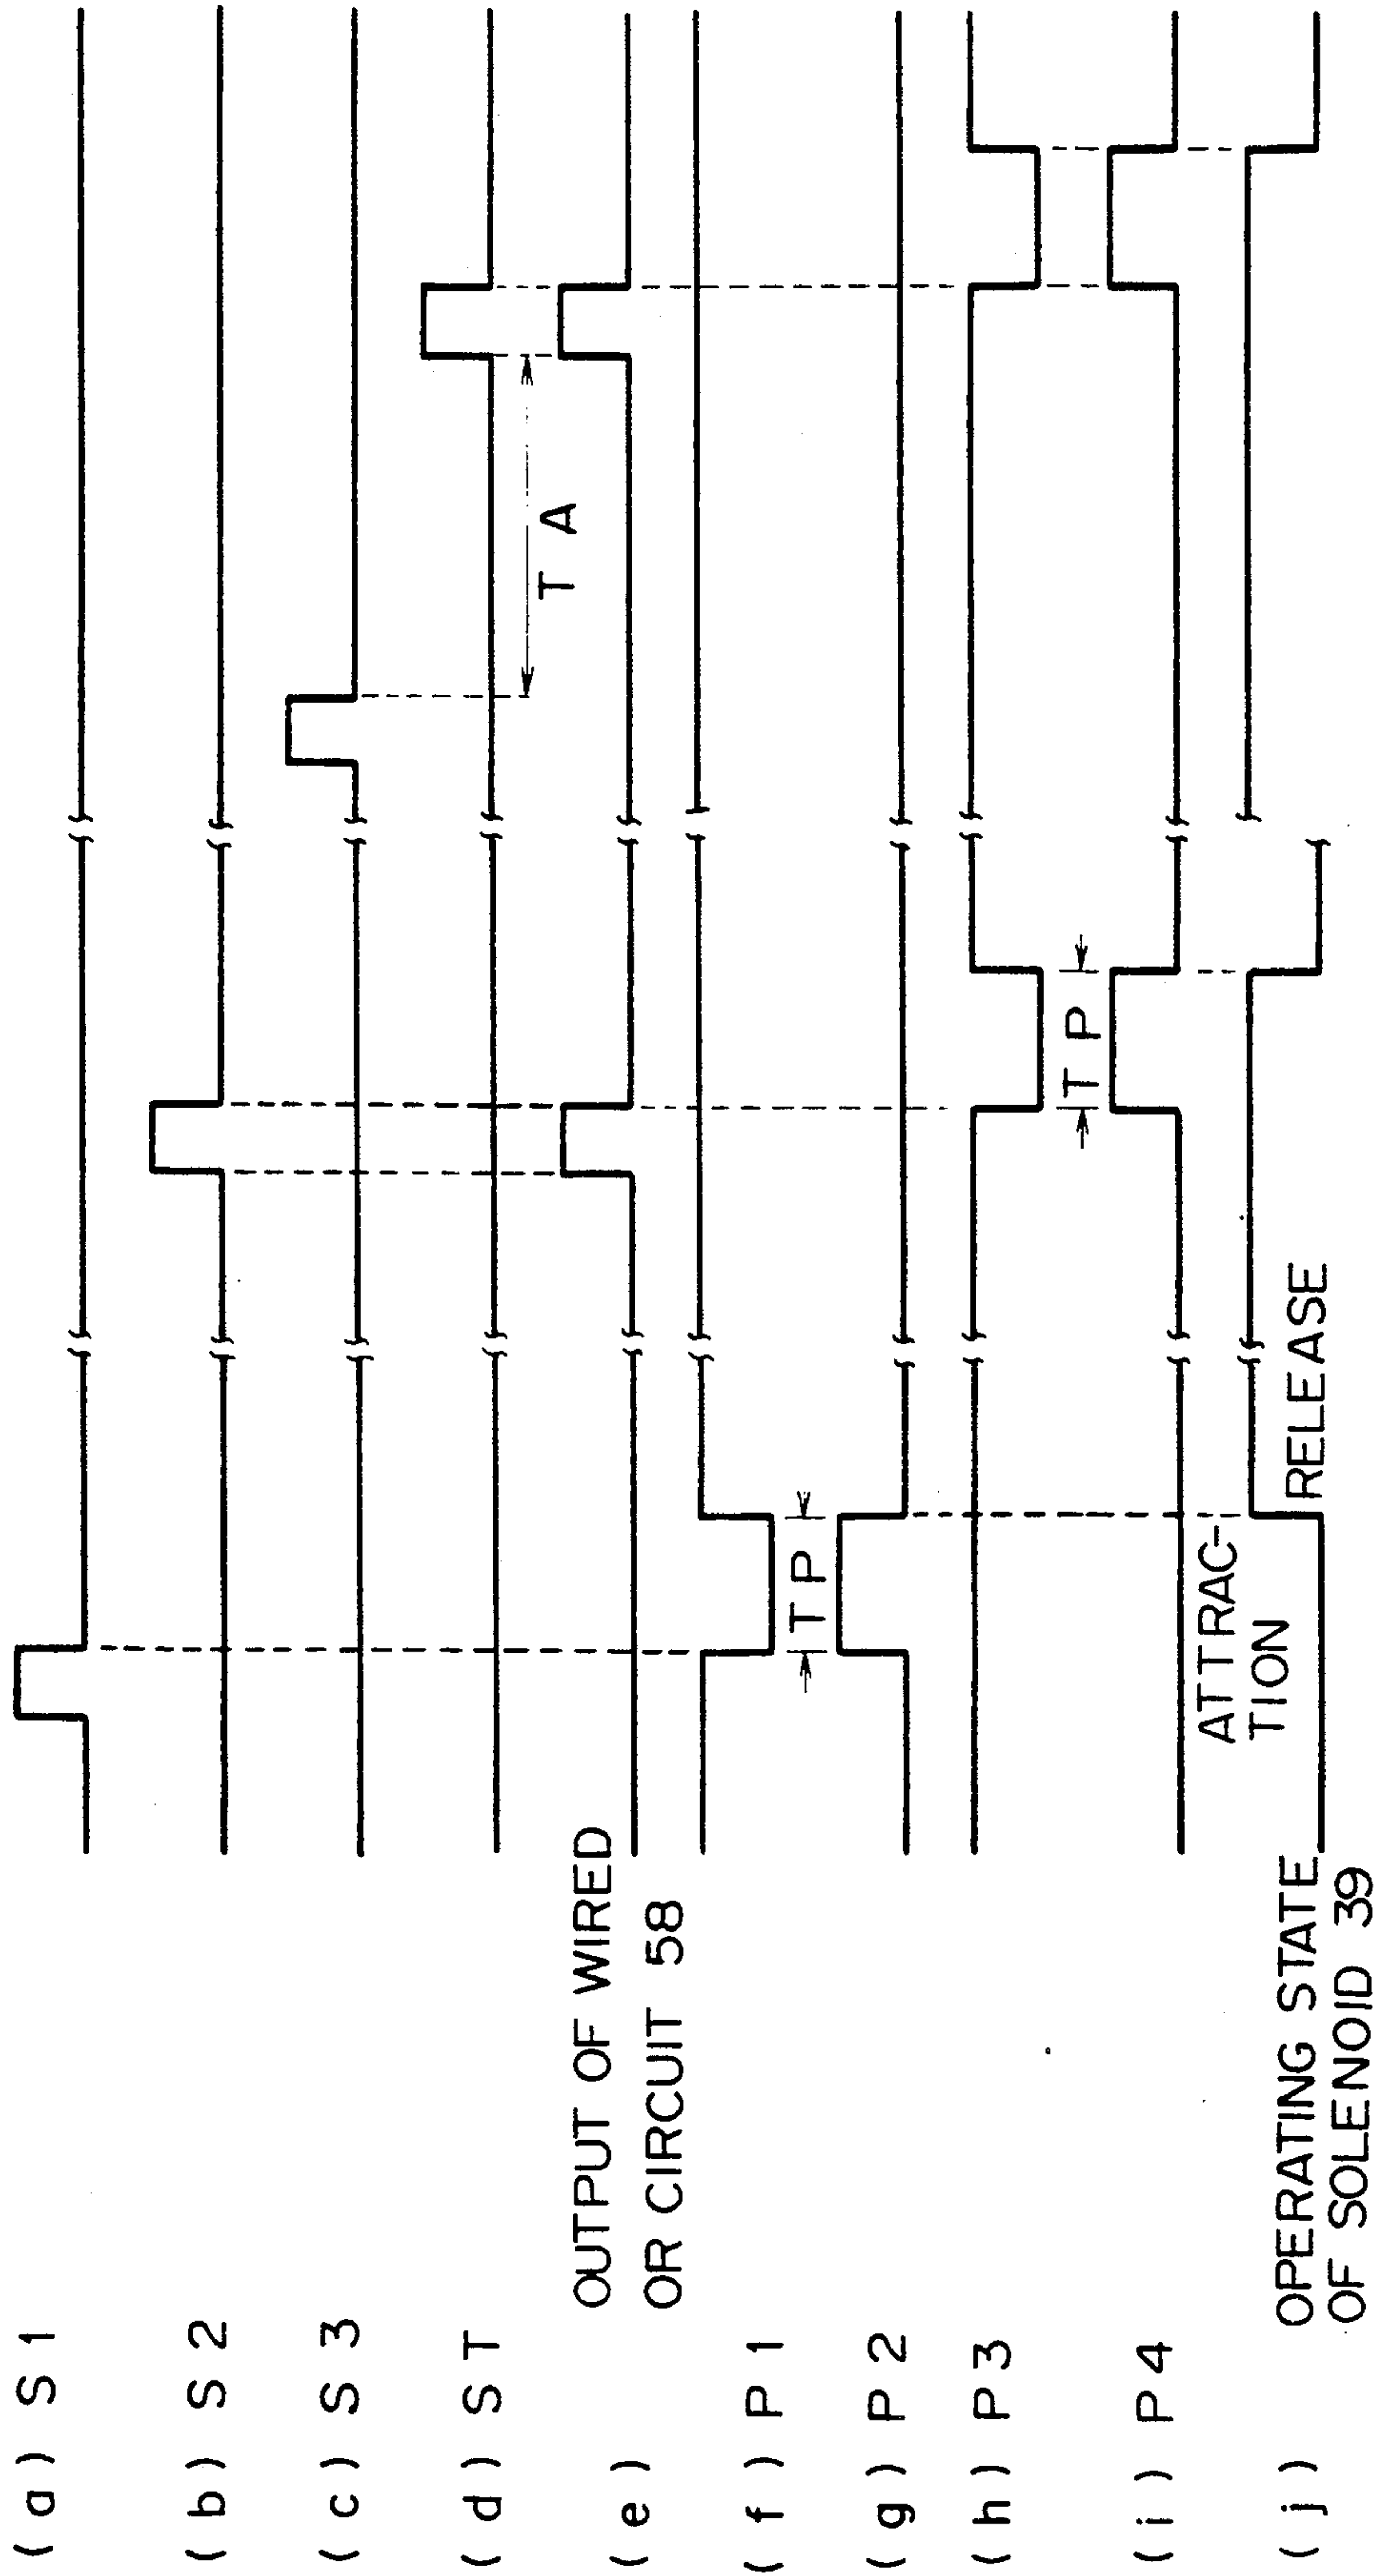 (a) S1
(b) S2
(c) S3
(d) ST
TA
(e) OUTPUT OF WIRED
OR CIRCUIT 58
(f) P1
TP
(g) P2
(h) P3
TP
(i) P4
ATTRAC-
TION
RELEASE
(j) OPERATING STATE
OF SOLENOID 39